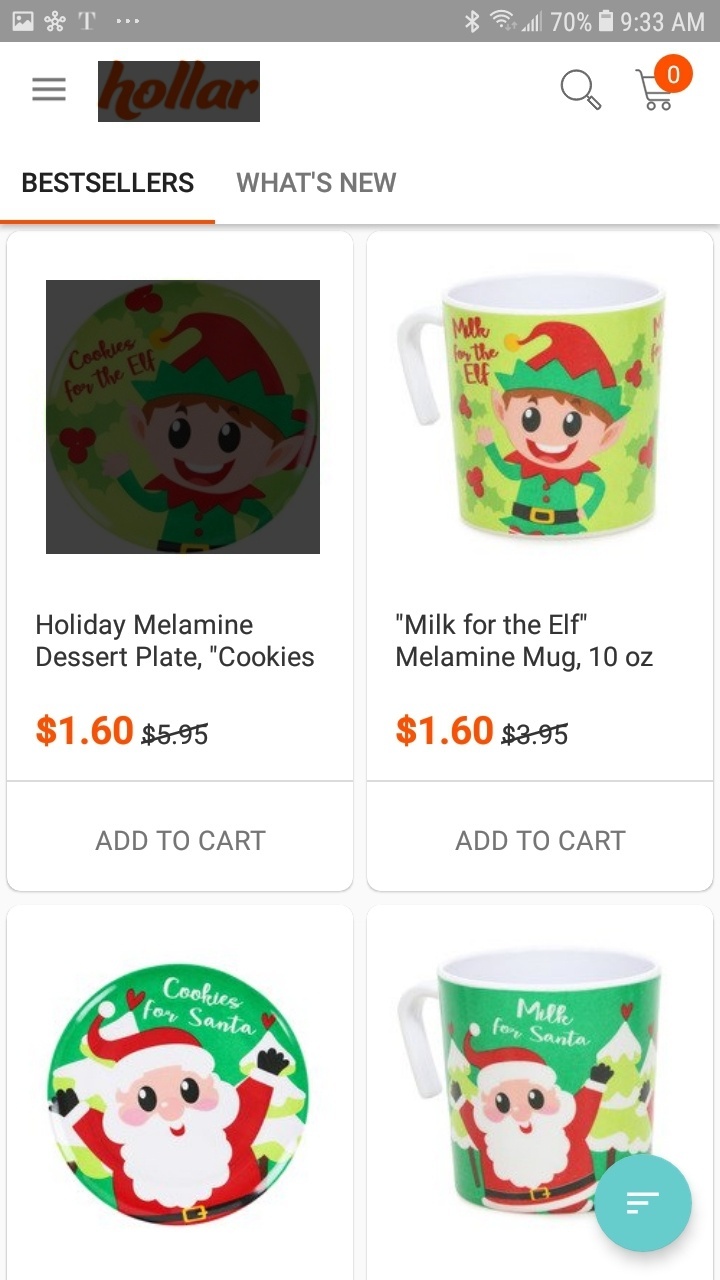 T ... 70% 9:33 AM
hollar
0
BESTSELLERS WHAT'S NEW
Cookies
for the Elf
Milk
for the
Elf
Holiday Melamine
Dessert Plate, "Cookies
$1.60 $5.95
ADD TO CART
"Milk for the Elf"
Melamine Mug, 10 oz
$1.60 $3.95
ADD TO CART
Cookies
for Santa
Milk
for Santa